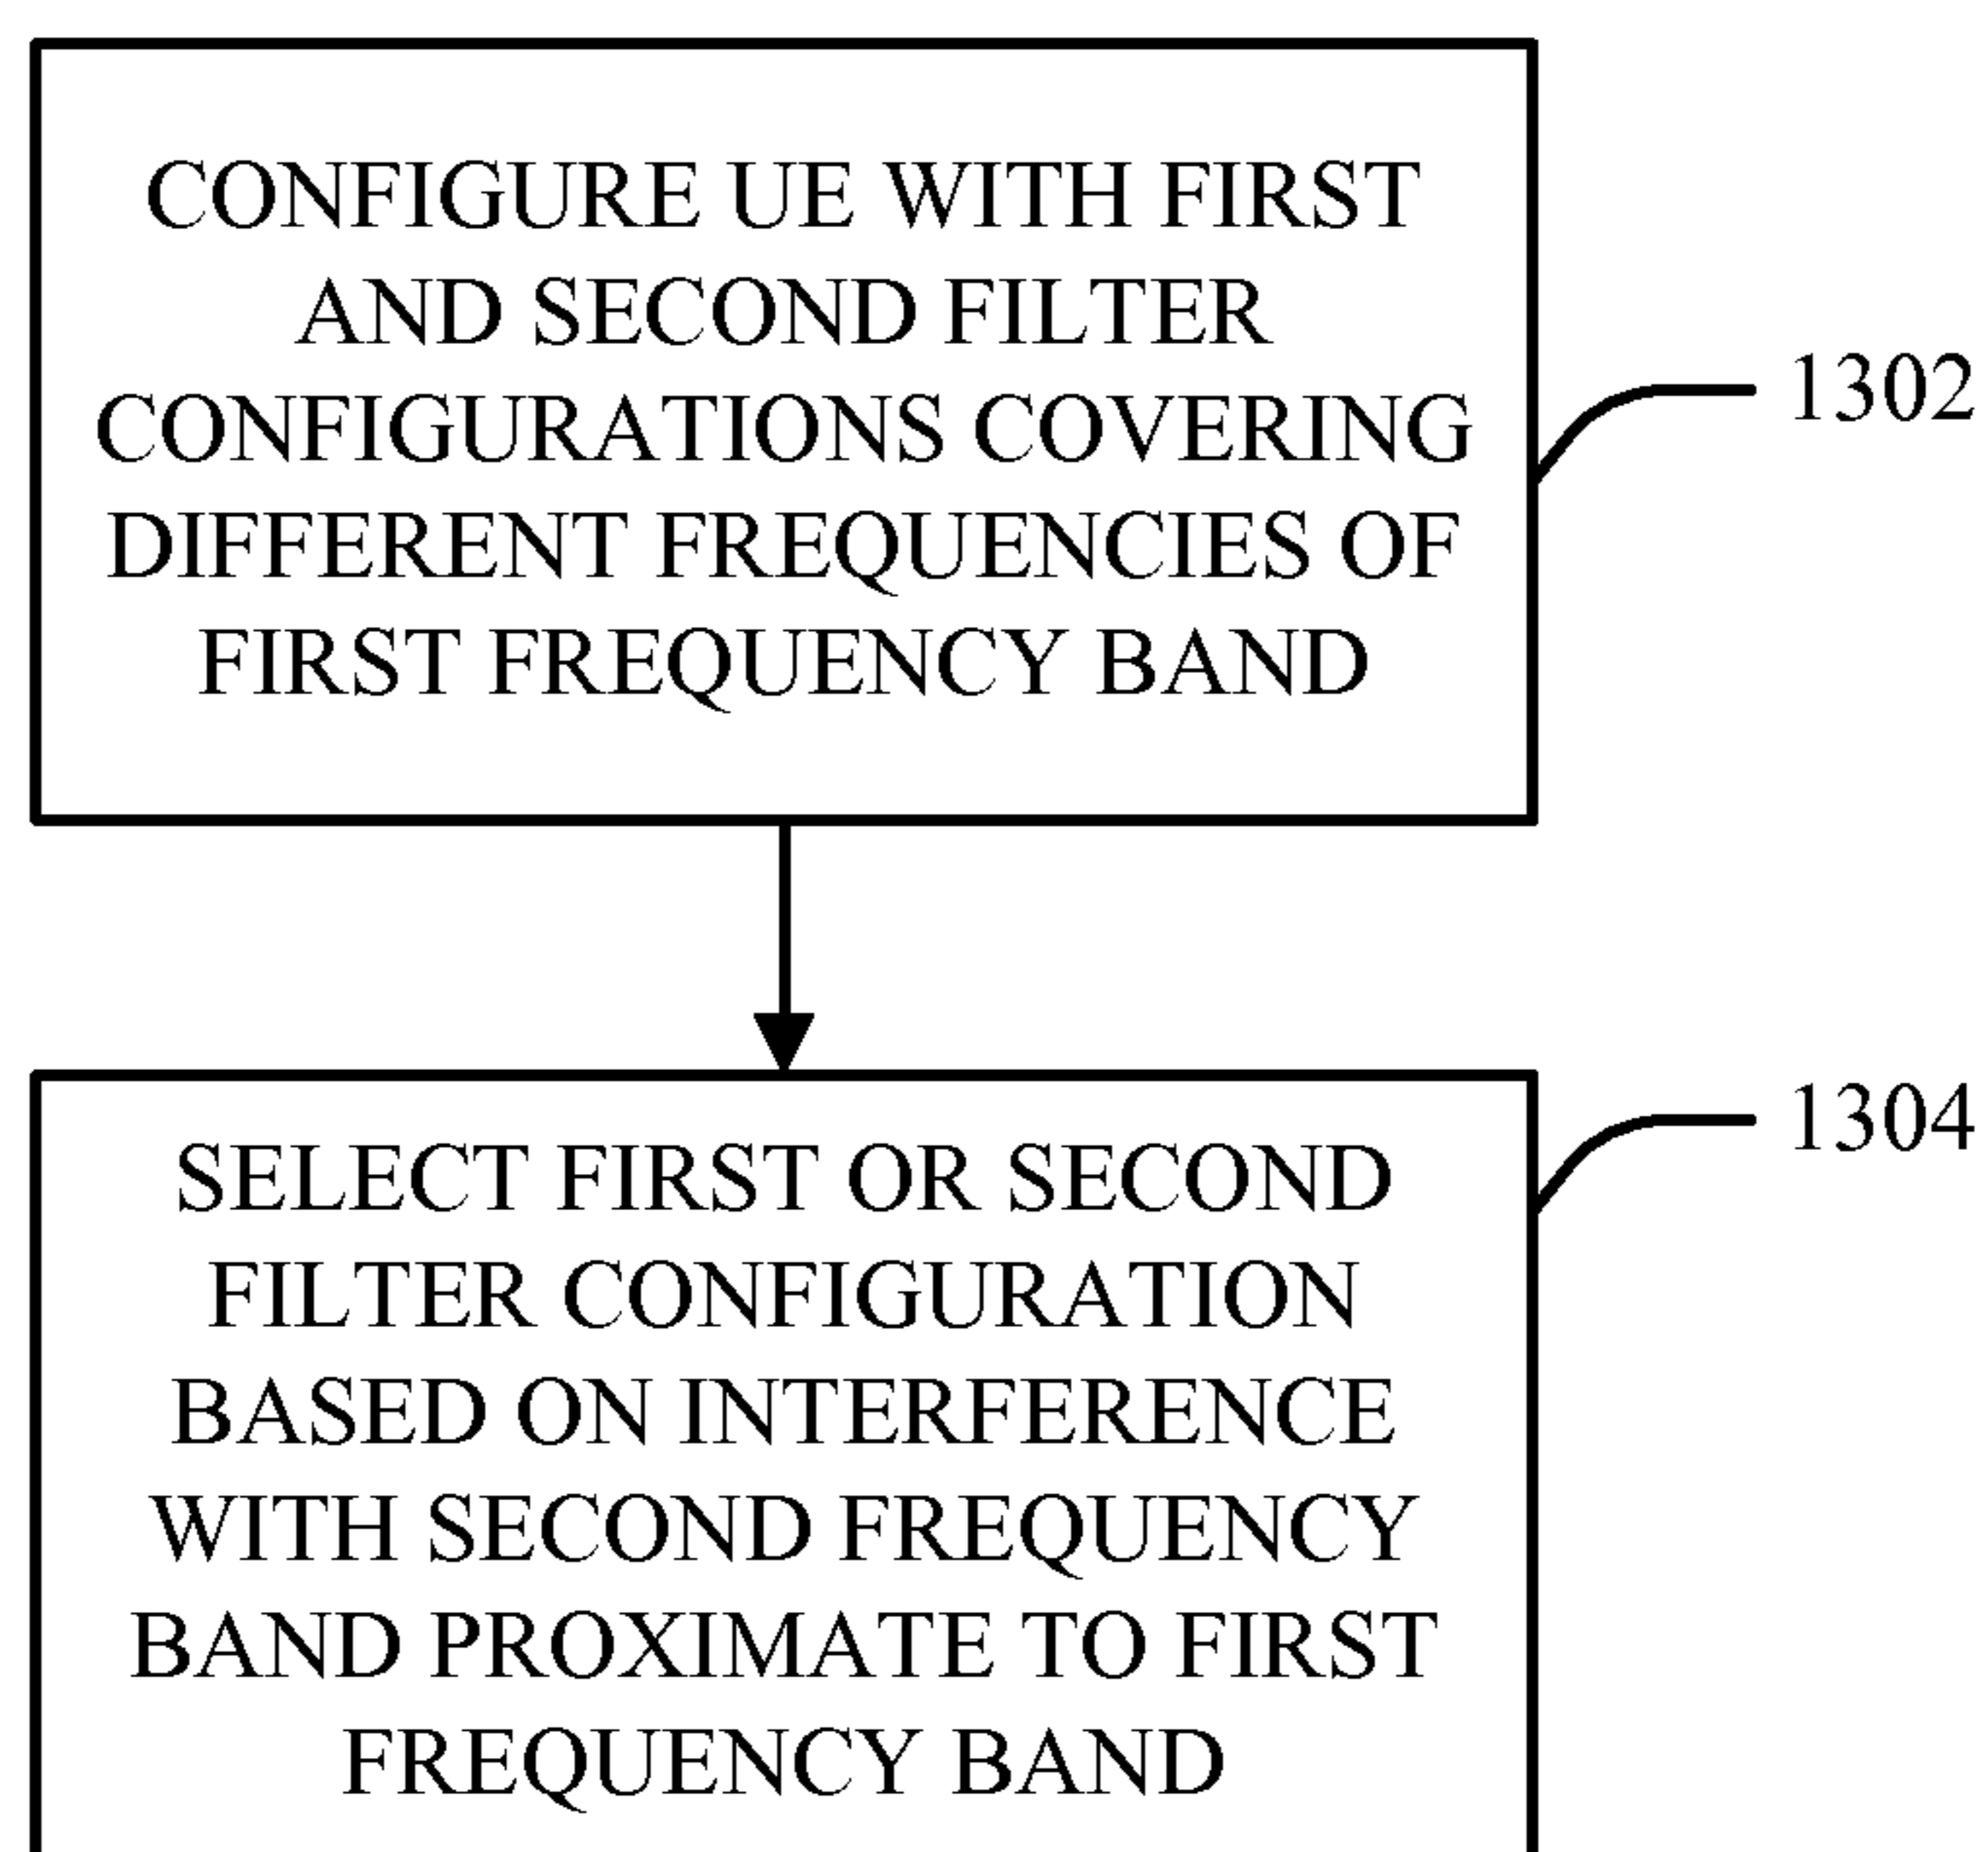 CONFIGURE UE WITH FIRST
AND SECOND FILTER
CONFIGURATIONS COVERING
DIFFERENT FREQUENCIES OF
FIRST FREQUENCY BAND
1302
SELECT FIRST OR SECOND
FILTER CONFIGURATION
BASED ON INTERFERENCE
WITH SECOND FREQUENCY
BAND PROXIMATE TO FIRST
FREQUENCY BAND
1304